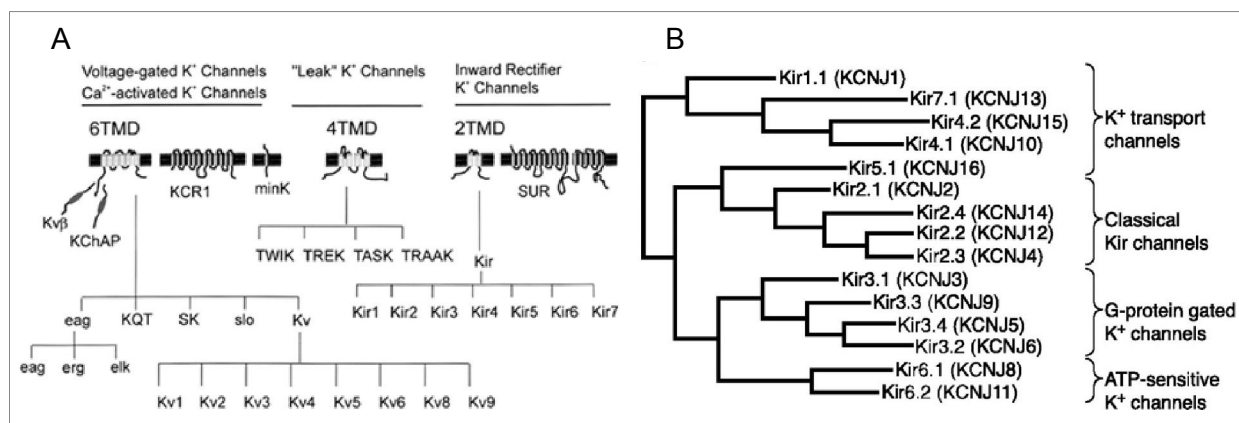 A
Voltage-gated K⁺ Channels
Ca²⁺-activated K⁺ Channels
"Leak" K⁺ Channels
Inward Rectifier
K⁺ Channels
6TMD
4TMD
2TMD
KCR1
minK
SUR
Kvβ
KChAP
TWIK TREK TASK TRAAK
Kir
Kir1 Kir2 Kir3 Kir4 Kir5 Kir6 Kir7
eag KQT SK slo Kv
eag erg elk
Kv1 Kv2 Kv3 Kv4 Kv5 Kv6 Kv8 Kv9
B
Kir1.1 (KCNJ1)
Kir7.1 (KCNJ13)
Kir4.2 (KCNJ15)
Kir4.1 (KCNJ10)
K⁺ transport
channels
Kir5.1 (KCNJ16)
Kir2.1 (KCNJ2)
Kir2.4 (KCNJ14)
Kir2.2 (KCNJ12)
Kir2.3 (KCNJ4)
Classical
Kir channels
Kir3.1 (KCNJ3)
Kir3.3 (KCNJ9)
Kir3.4 (KCNJ5)
Kir3.2 (KCNJ6)
G-protein gated
K⁺ channels
Kir6.1 (KCNJ8)
Kir6.2 (KCNJ11)
ATP-sensitive
K⁺ channels